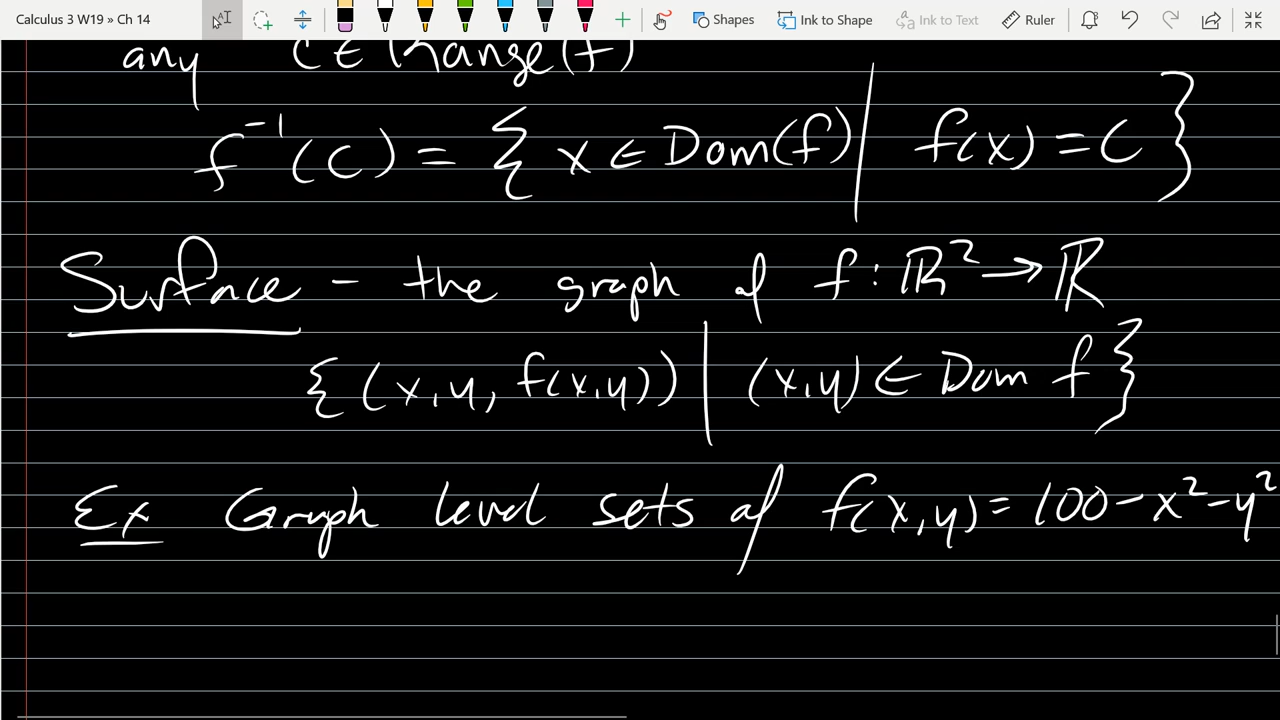 Calculus 3 W19 » Ch 14
Shapes Ink to Shape Ink to Text Ruler
any C ∈ Range(f)
f⁻¹(C) = { x ∈ Dom(f) | f(x) = C }
Surface - the graph of f : ℝ² → ℝ
{ (x, y, f(x,y)) | (x,y) ∈ Dom f }
Ex Graph level sets of f(x,y) = 100 - x² - y²